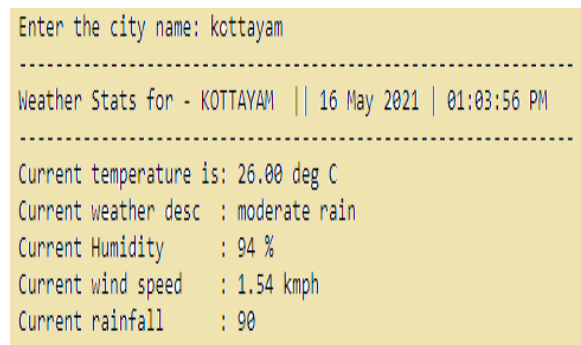 Enter the city name: kottayam
-------------------------------------------------------------
Weather Stats for - KOTTAYAM  || 16 May 2021 | 01:03:56 PM
-------------------------------------------------------------
Current temperature is: 26.00 deg C
Current weather desc  : moderate rain
Current Humidity      : 94 %
Current wind speed    : 1.54 kmph
Current rainfall      : 90